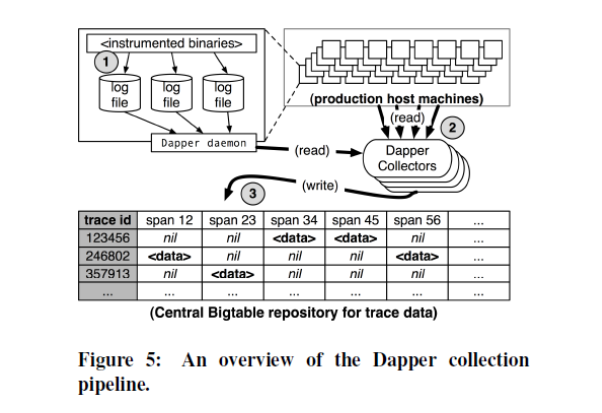 <instrumented binaries>
1
log file
log file
log file
Dapper daemon
(production host machines)
(read)
2
(read)
Dapper Collectors
(write)
3
trace id span 12 span 23 span 34 span 45 span 56 ...
123456 nil nil <data> <data> nil ...
246802 <data> nil nil nil <data> ...
357913 nil <data> nil nil nil ...
... ... ... ... ... ... ...
(Central Bigtable repository for trace data)
Figure 5: An overview of the Dapper collection
pipeline.